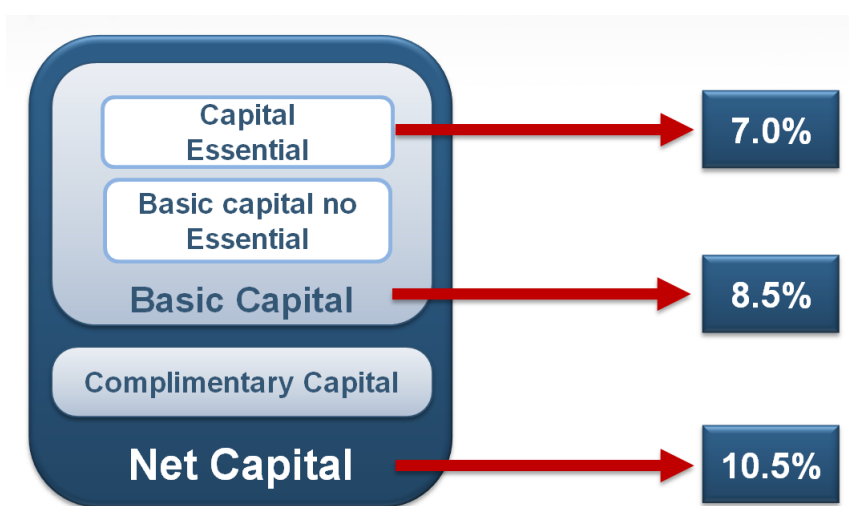 Capital
Essential
7.0%
Basic capital no
Essential
Basic Capital
8.5%
Complimentary Capital
Net Capital
10.5%